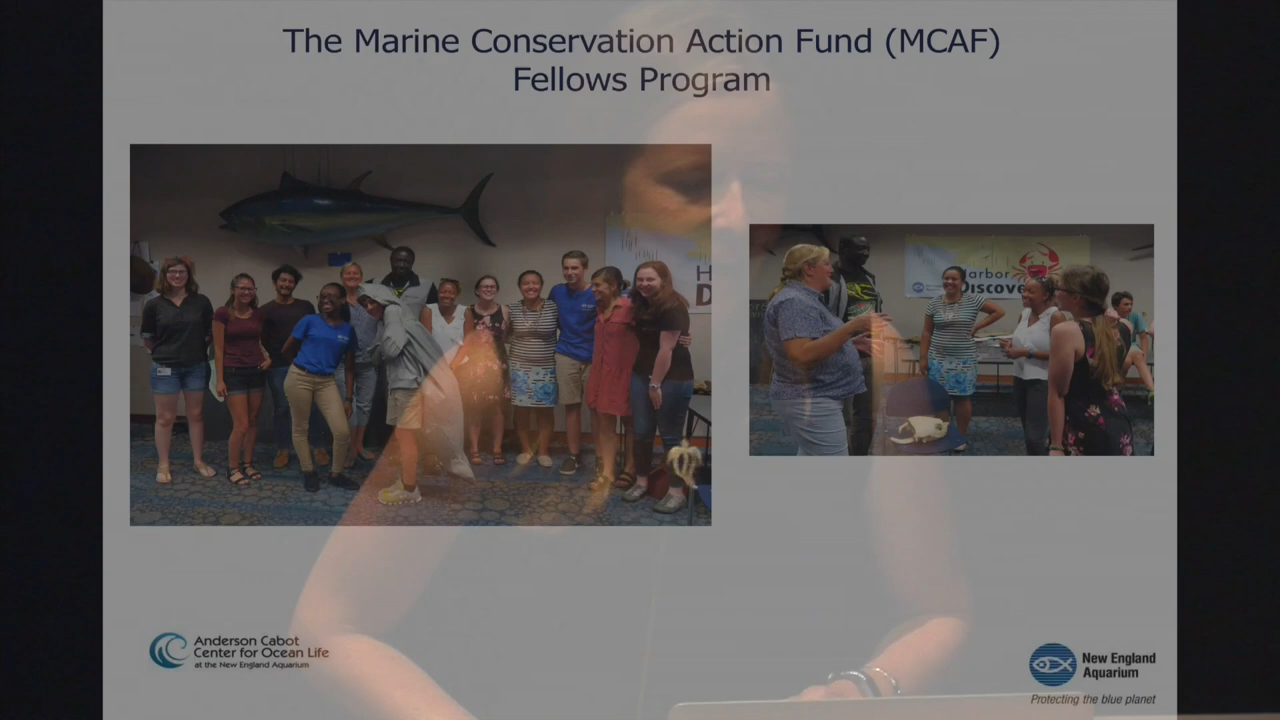 The Marine Conservation Action Fund (MCAF)
Fellows Program
H
D
Harbor
Discove
Anderson Cabot
Center for Ocean Life
at the New England Aquarium
New England
Aquarium
Protecting the blue planet